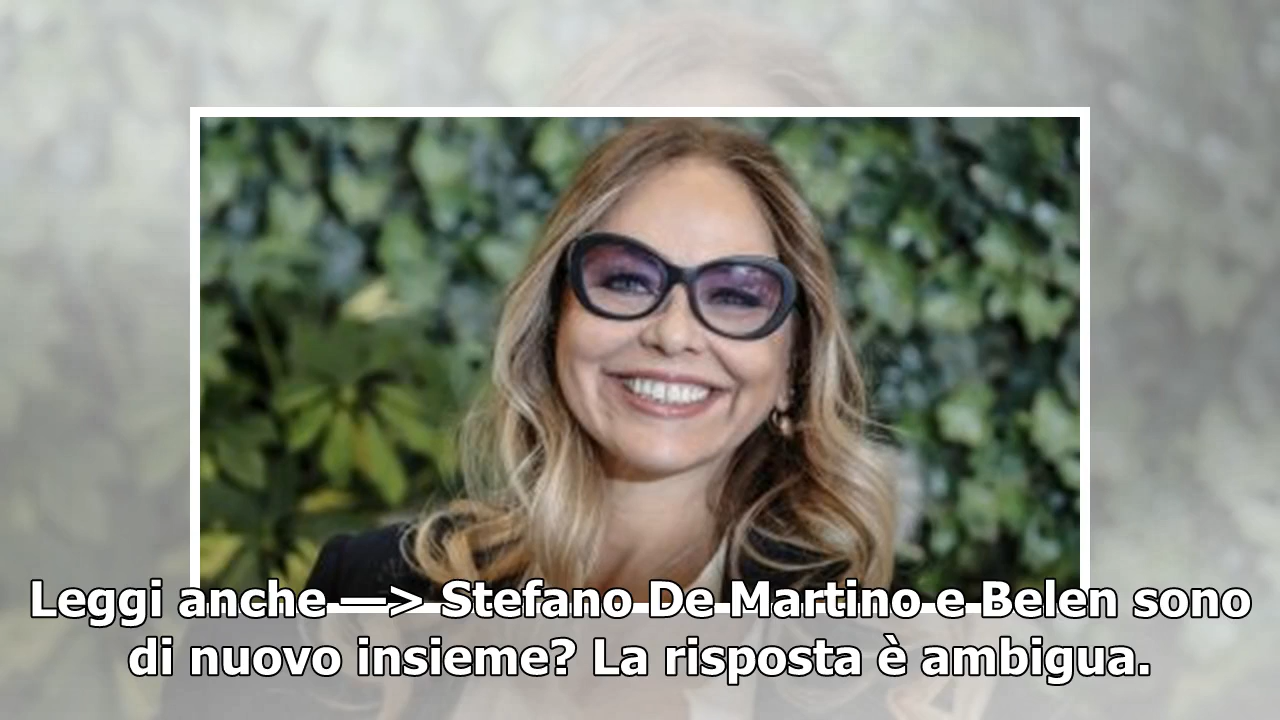 Leggi anche —> Stefano De Martino e Belen sono
di nuovo insieme? La risposta è ambigua.